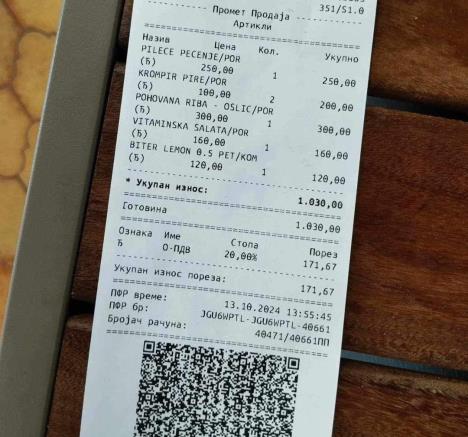 351/51.0
Промет Продаја
Артикли
Назив Цена Кол. Укупно
PILECE PECENJE/POR
(Ђ) 250,00 1 250,00
KROMPIR PIRE/POR
(Ђ) 100,00 2 200,00
POHOVANA RIBA - OSLIC/POR
(Ђ) 300,00 1 300,00
VITAMINSKA SALATA/POR
(Ђ) 160,00 1 160,00
BITER LEMON 0.5 PET/KOM
(Ђ) 120,00 1 120,00
* Укупан износ: 1.030,00
Готовина 1.030,00
Ознака Име Стопа Порез
Ђ О-ПДВ 20,00% 171,67
Укупан износ пореза: 171,67
ПФР време: 13.10.2024 13:55:45
ПФР бр: JGU6WPTL-JGU6WPTL-40661
Бројач рачуна: 40471/40661ПП